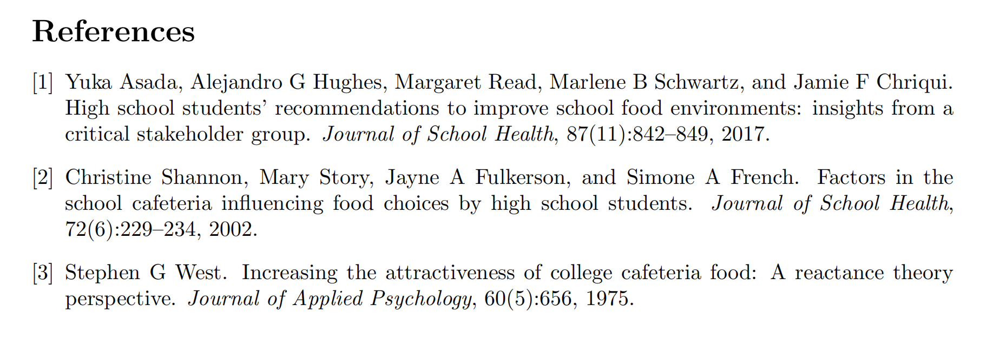 References
[1] Yuka Asada, Alejandro G Hughes, Margaret Read, Marlene B Schwartz, and Jamie F Chriqui.
High school students’ recommendations to improve school food environments: insights from a
critical stakeholder group. Journal of School Health, 87(11):842–849, 2017.
[2] Christine Shannon, Mary Story, Jayne A Fulkerson, and Simone A French. Factors in the
school cafeteria influencing food choices by high school students. Journal of School Health,
72(6):229–234, 2002.
[3] Stephen G West. Increasing the attractiveness of college cafeteria food: A reactance theory
perspective. Journal of Applied Psychology, 60(5):656, 1975.